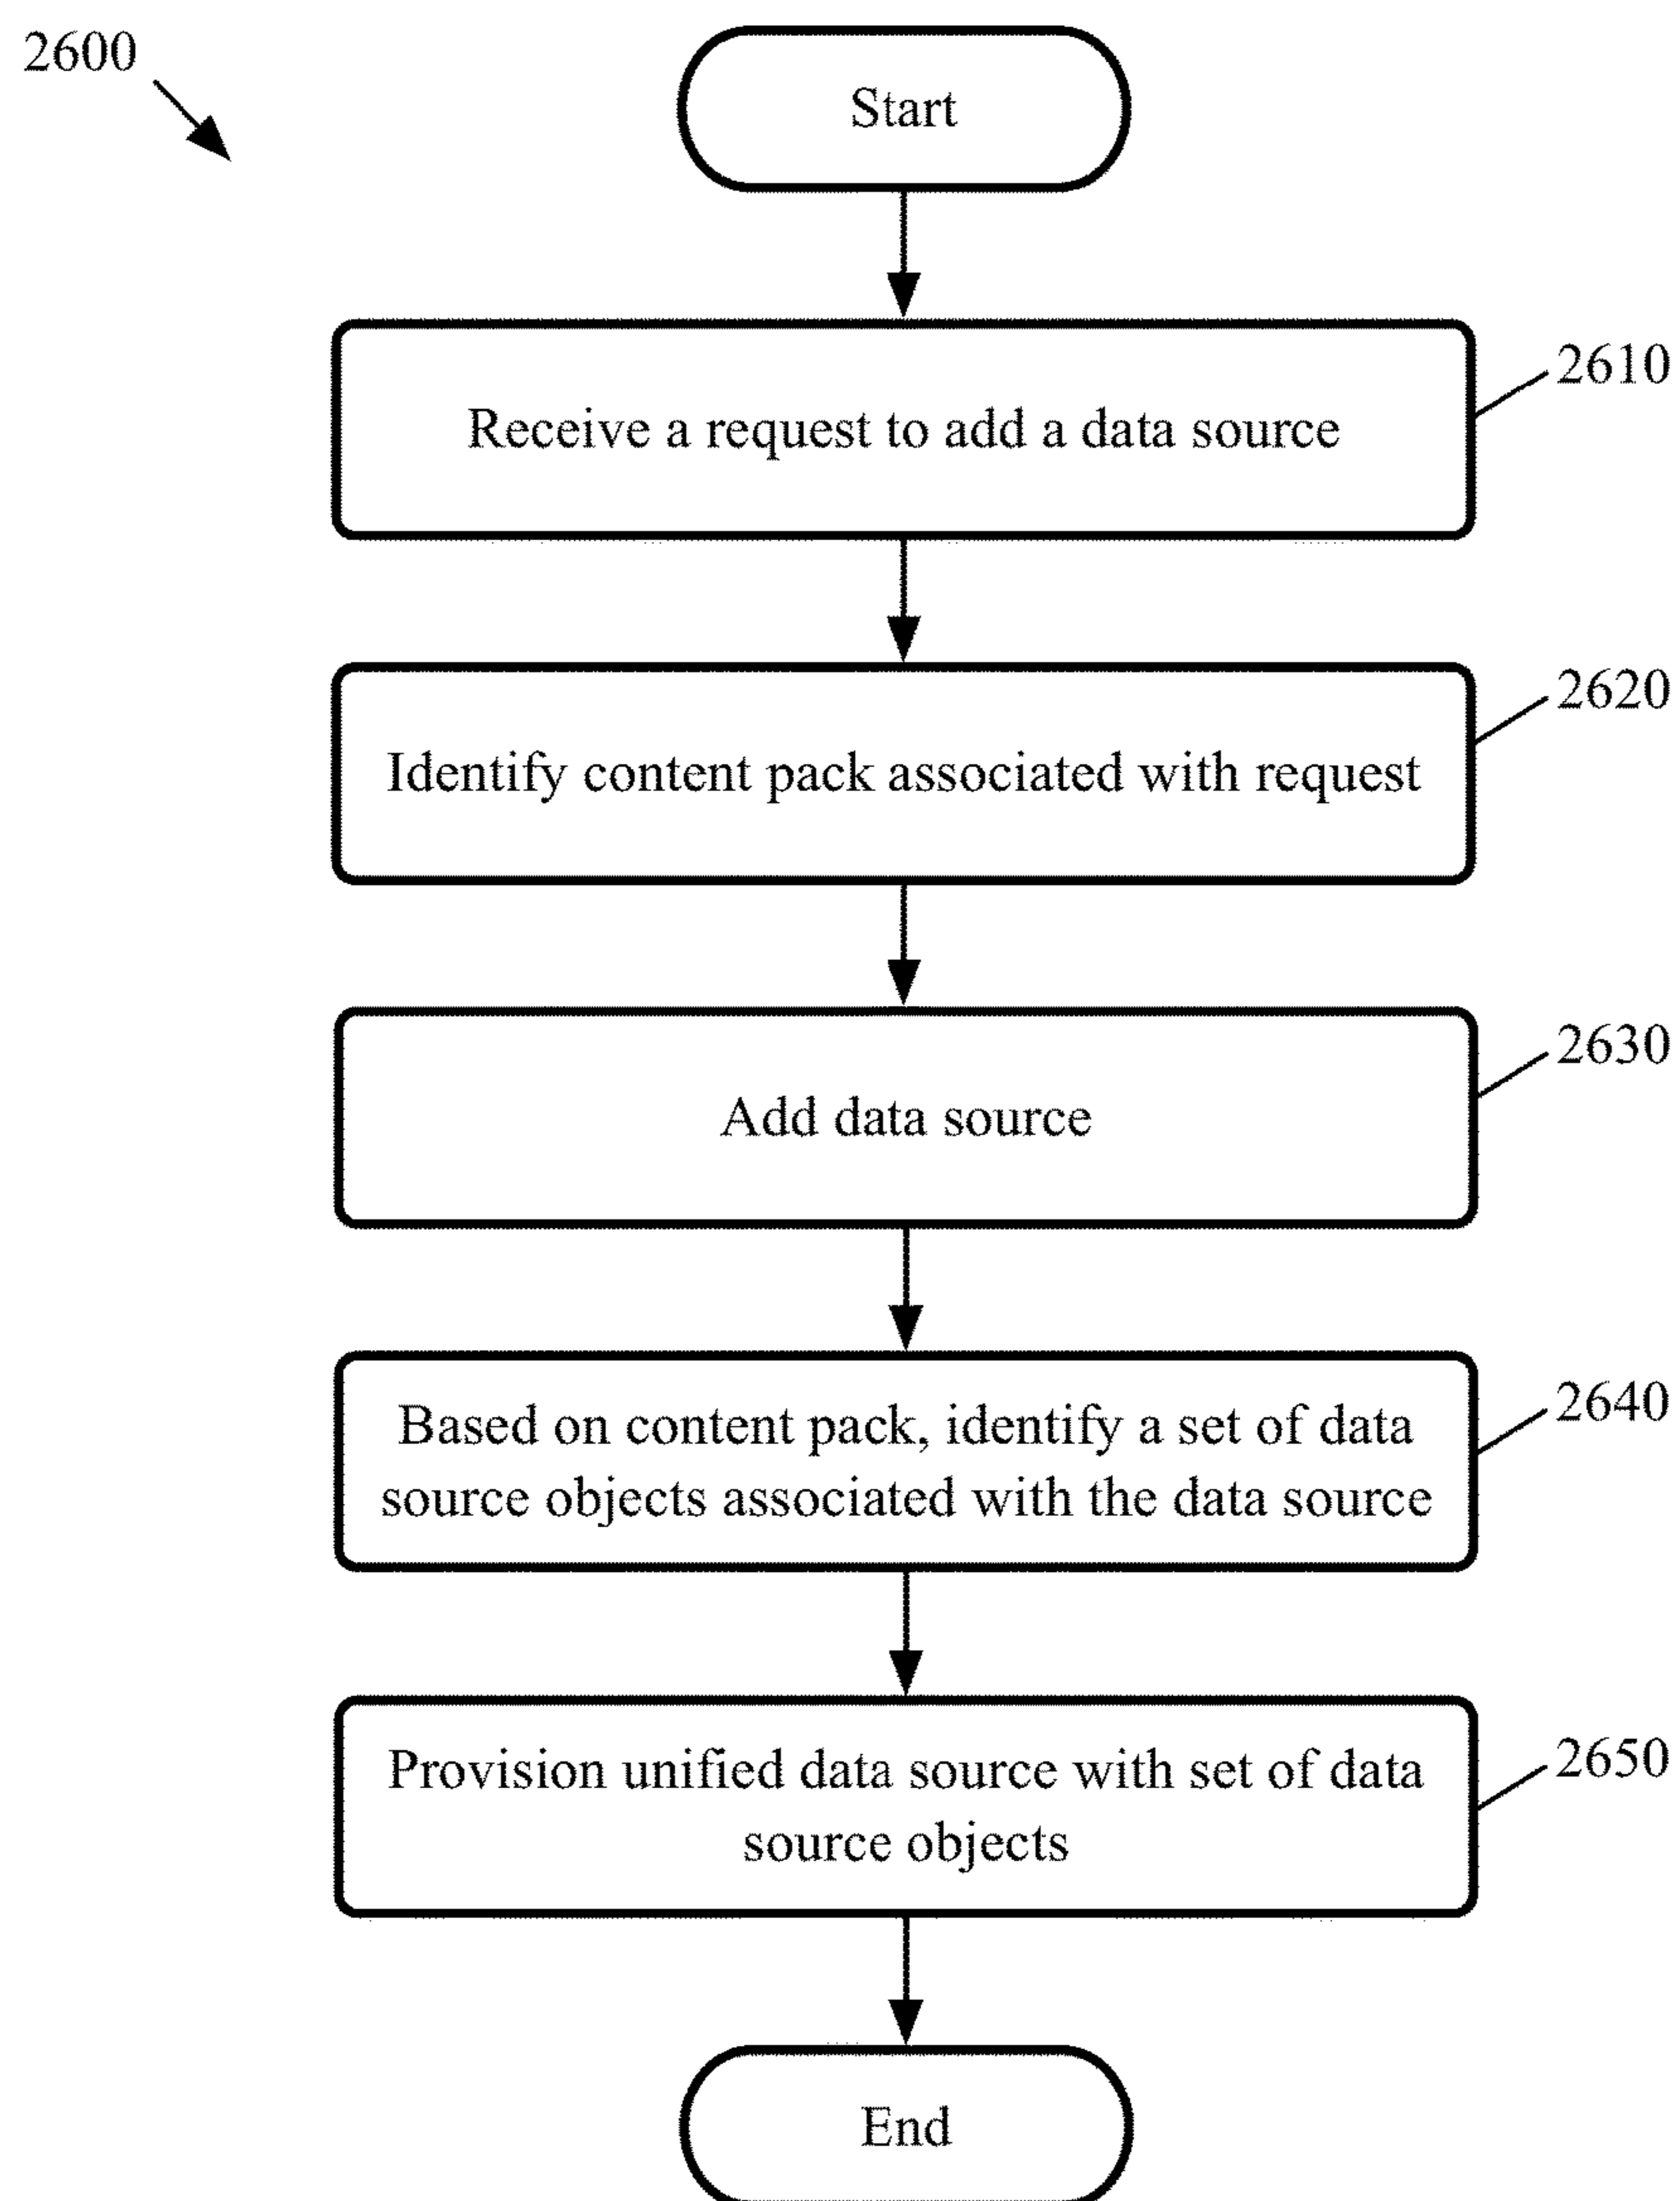 2600
Start
2610
Receive a request to add a data source
2620
Identify content pack associated with request
2630
Add data source
2640
Based on content pack, identify a set of data
source objects associated with the data source
2650
Provision unified data source with set of data
source objects
End